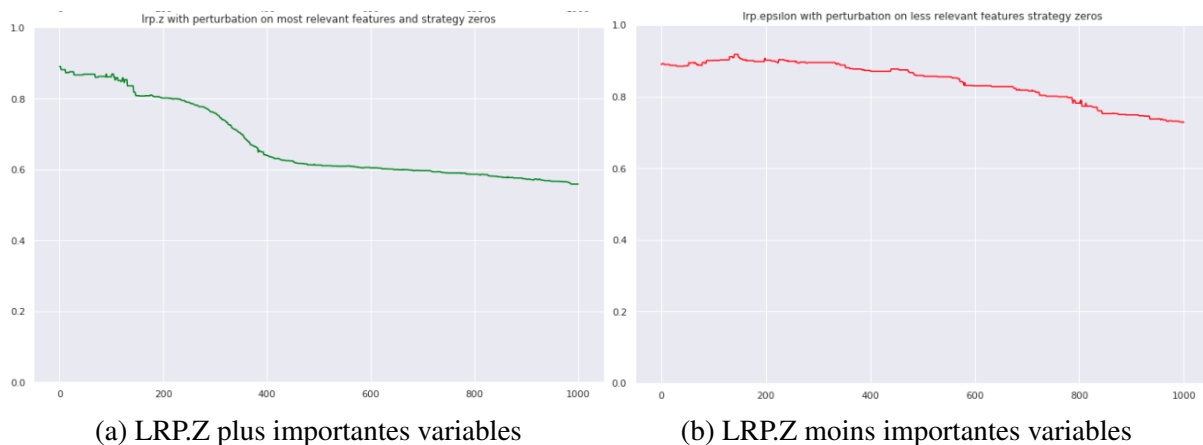 lrp.z with perturbation on most relevant features and strategy zeros
1.0
0.8
0.6
0.4
0.2
0.0
0 200 400 600 800 1000
(a) LRP.Z plus importantes variables
lrp.epsilon with perturbation on less relevant features strategy zeros
1.0
0.8
0.6
0.4
0.2
0.0
0 200 400 600 800 1000
(b) LRP.Z moins importantes variables